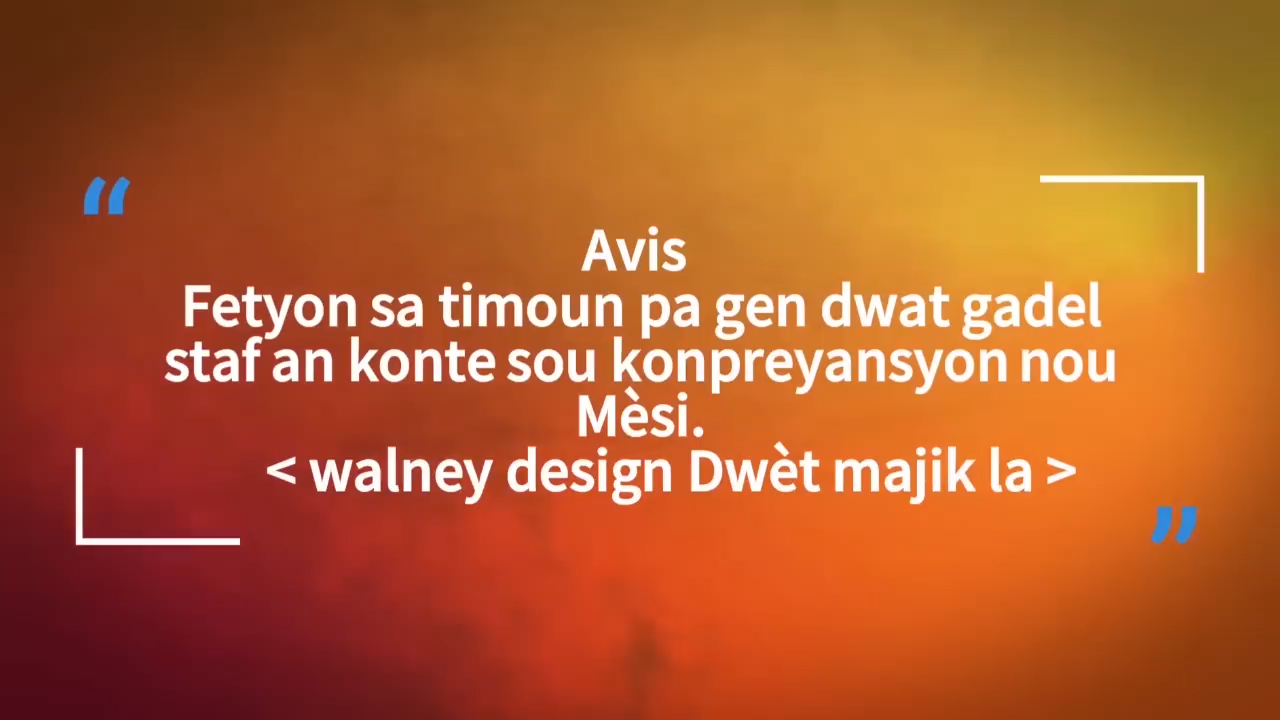 “
Avis
Fetyon sa timoun pa gen dwat gadel
staf an konte sou konpreyansyon nou
Mèsi.
< walney design Dwèt majik la >
”